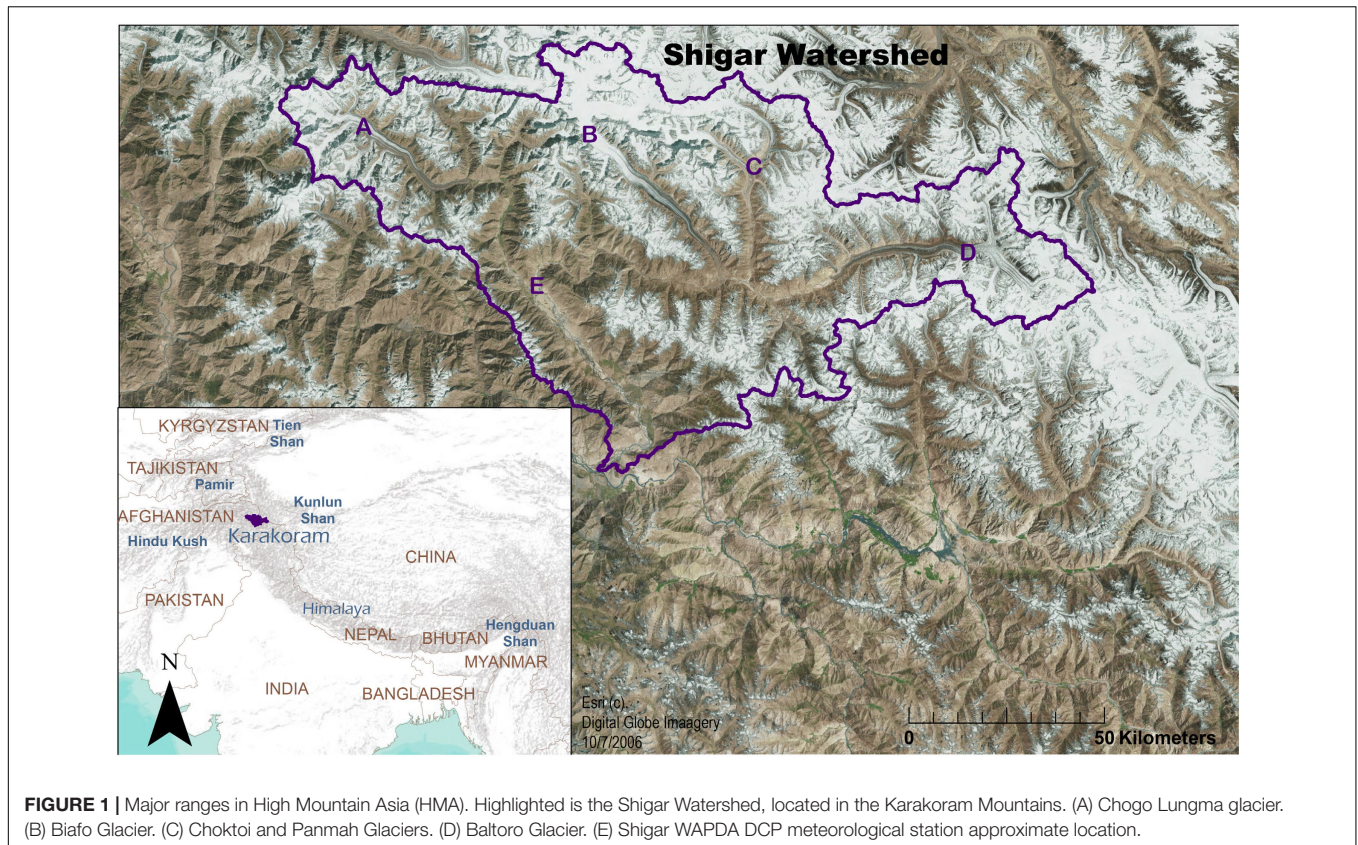 Shigar Watershed
A
B
C
D
E
KYRGYZSTAN Tien
Shan
TAJIKISTAN
Pamir
Kunlun
Shan
AFGHANISTAN
Karakoram
Hindu Kush
CHINA
PAKISTAN
Himalaya
NEPAL
BHUTAN
Hengduan
Shan
MYANMAR
N
INDIA
BANGLADESH
Esri (c).
Digital Globe Imaagery
10/7/2006
0
50 Kilometers
FIGURE 1 | Major ranges in High Mountain Asia (HMA). Highlighted is the Shigar Watershed, located in the Karakoram Mountains. (A) Chogo Lungma glacier.
(B) Biafo Glacier. (C) Choktoi and Panmah Glaciers. (D) Baltoro Glacier. (E) Shigar WAPDA DCP meteorological station approximate location.